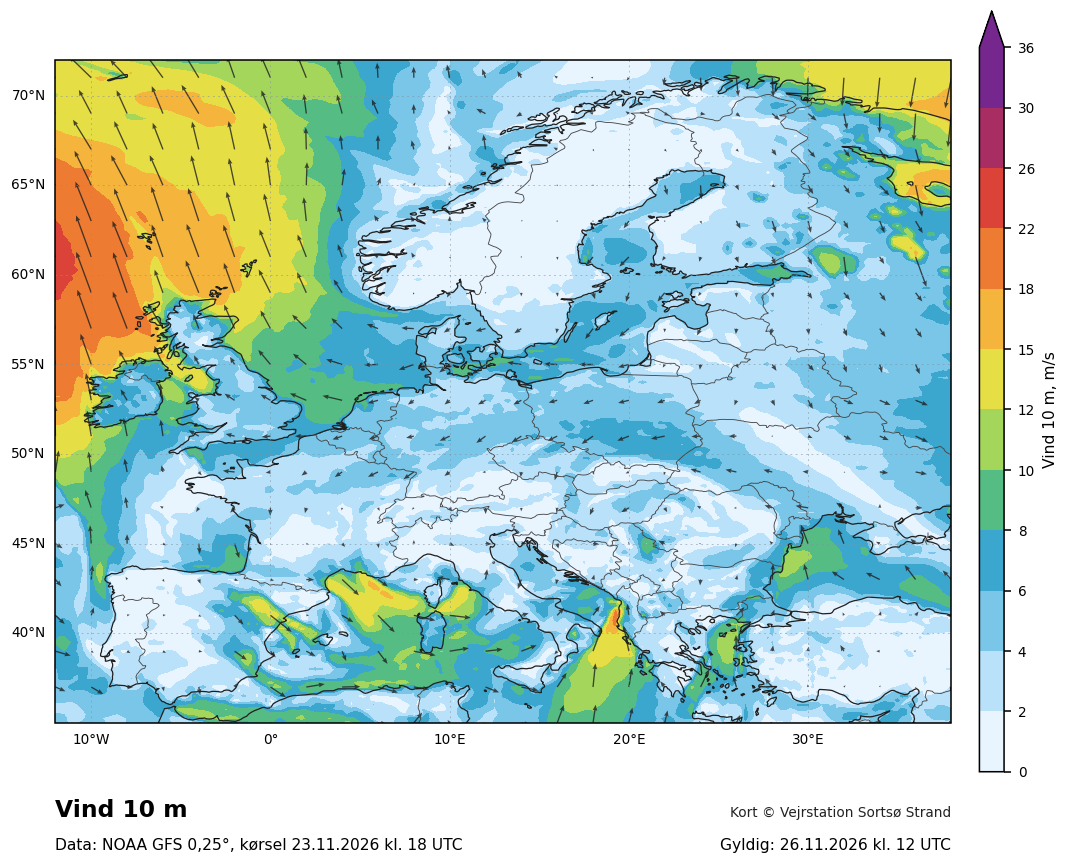 36
30
26
22
18
15
12
10
8
6
4
2
0
Vind 10 m, m/s
70°N
65°N
60°N
55°N
50°N
45°N
40°N
10°W
0°
10°E
20°E
30°E
Vind 10 m
Kort © Vejrstation Sortsø Strand
Data: NOAA GFS 0,25°, kørsel 23.11.2026 kl. 18 UTC
Gyldig: 26.11.2026 kl. 12 UTC